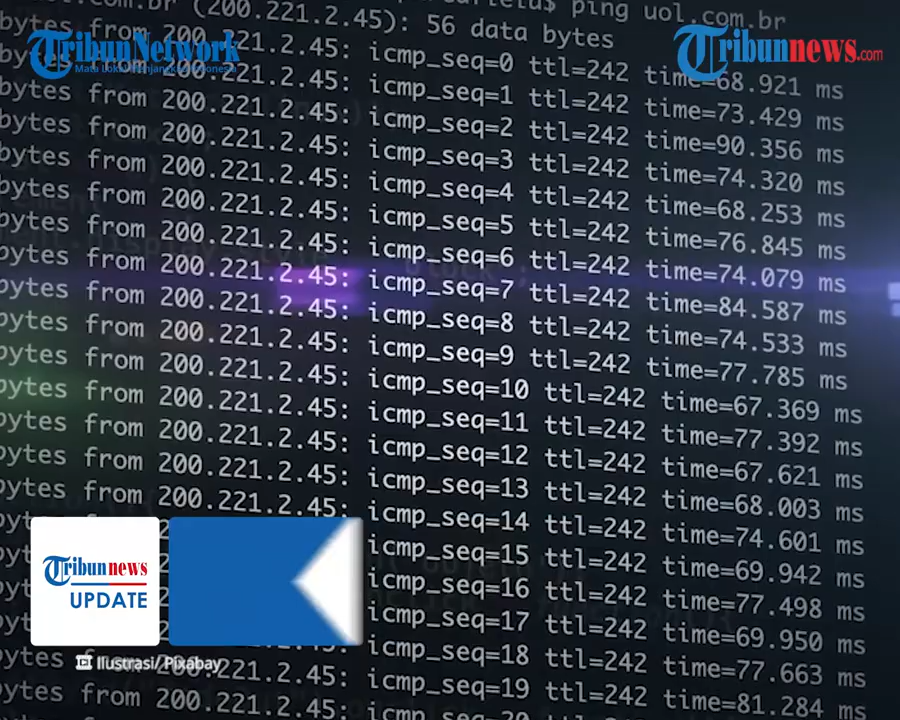 .com.br (200.221.2.45): 56 data bytes
$ ping uol.com.br
Tribun Network
Mata Lokal Menjangkau Indonesia
Tribunnews.com
bytes icmp_seq=0 ttl=242 time=68.921 ms
bytes from 200.221.2.45: icmp_seq=1 ttl=242 time=73.429 ms
bytes from 200.221.2.45: icmp_seq=2 ttl=242 time=90.356 ms
bytes from 200.221.2.45: icmp_seq=3 ttl=242 time=74.320 ms
bytes from 200.221.2.45: icmp_seq=4 ttl=242 time=68.253 ms
bytes from 200.221.2.45: icmp_seq=5 ttl=242 time=76.845 ms
bytes from 200.221.2.45: icmp_seq=6 ttl=242 time=74.079 ms
bytes from 200.221.2.45: icmp_seq=7 ttl=242 time=84.587 ms
bytes from 200.221.2.45: icmp_seq=8 ttl=242 time=74.533 ms
bytes from 200.221.2.45: icmp_seq=9 ttl=242 time=77.785 ms
bytes from 200.221.2.45: icmp_seq=10 ttl=242 time=67.369 ms
bytes from 200.221.2.45: icmp_seq=11 ttl=242 time=77.392 ms
bytes from 200.221.2.45: icmp_seq=12 ttl=242 time=67.621 ms
bytes from 200.221.2.45: icmp_seq=13 ttl=242 time=68.003 ms
icmp_seq=14 ttl=242 time=74.601 ms
icmp_seq=15 ttl=242 time=69.942 ms
icmp_seq=16 ttl=242 time=77.498 ms
icmp_seq=17 ttl=242 time=69.950 ms
icmp_seq=18 ttl=242 time=77.663 ms
bytes from 200.221.2.45: icmp_seq=19 ttl=242 time=81.284 ms
Tribunnews
UPDATE
Ilustrasi/ Pixabay